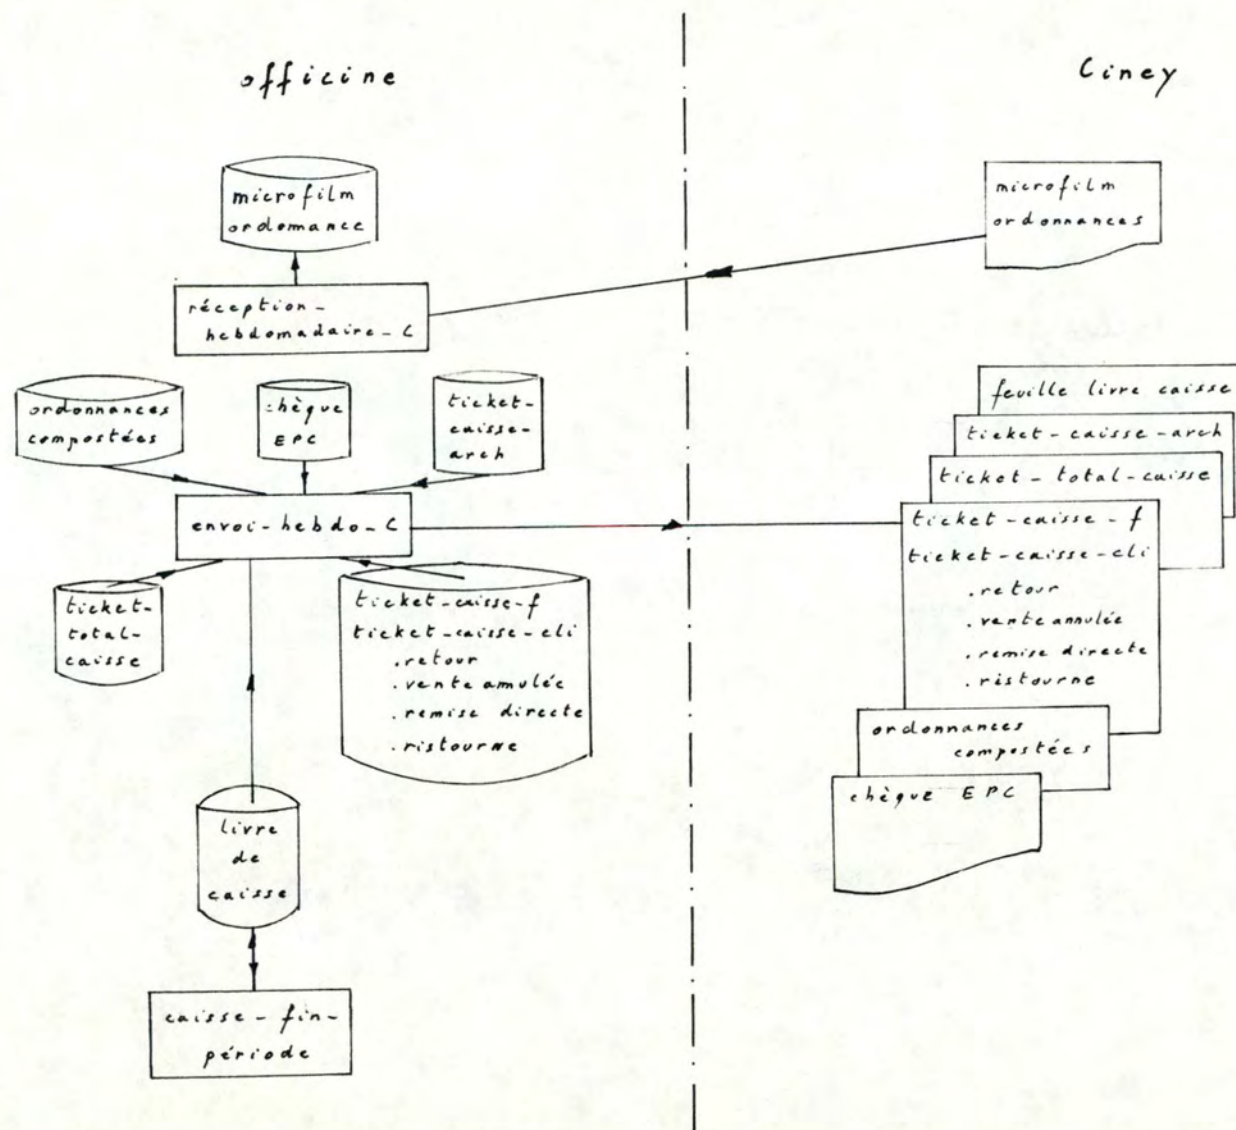 officine
Ciney
microfilm
ordomance
microfilm
ordonnances
réception-
hebdomadaire-C
ordonnances
compostées
chèque
EPC
ticket-
caisse-
arch
envoi-hebdo-C
ticket-
total-
caisse
ticket-caisse-f
ticket-caisse-cli
.retour
.vente amulée
.remise directe
.ristourne
livre
de
caisse
caisse-fin-
période
feuille livre caisse
ticket-caisse-arch
ticket-total-caisse
ticket-caisse-f
ticket-caisse-cli
.retour
.vente annulée
.remise directe
.ristourne
ordonnances
compostées
chèque EPC